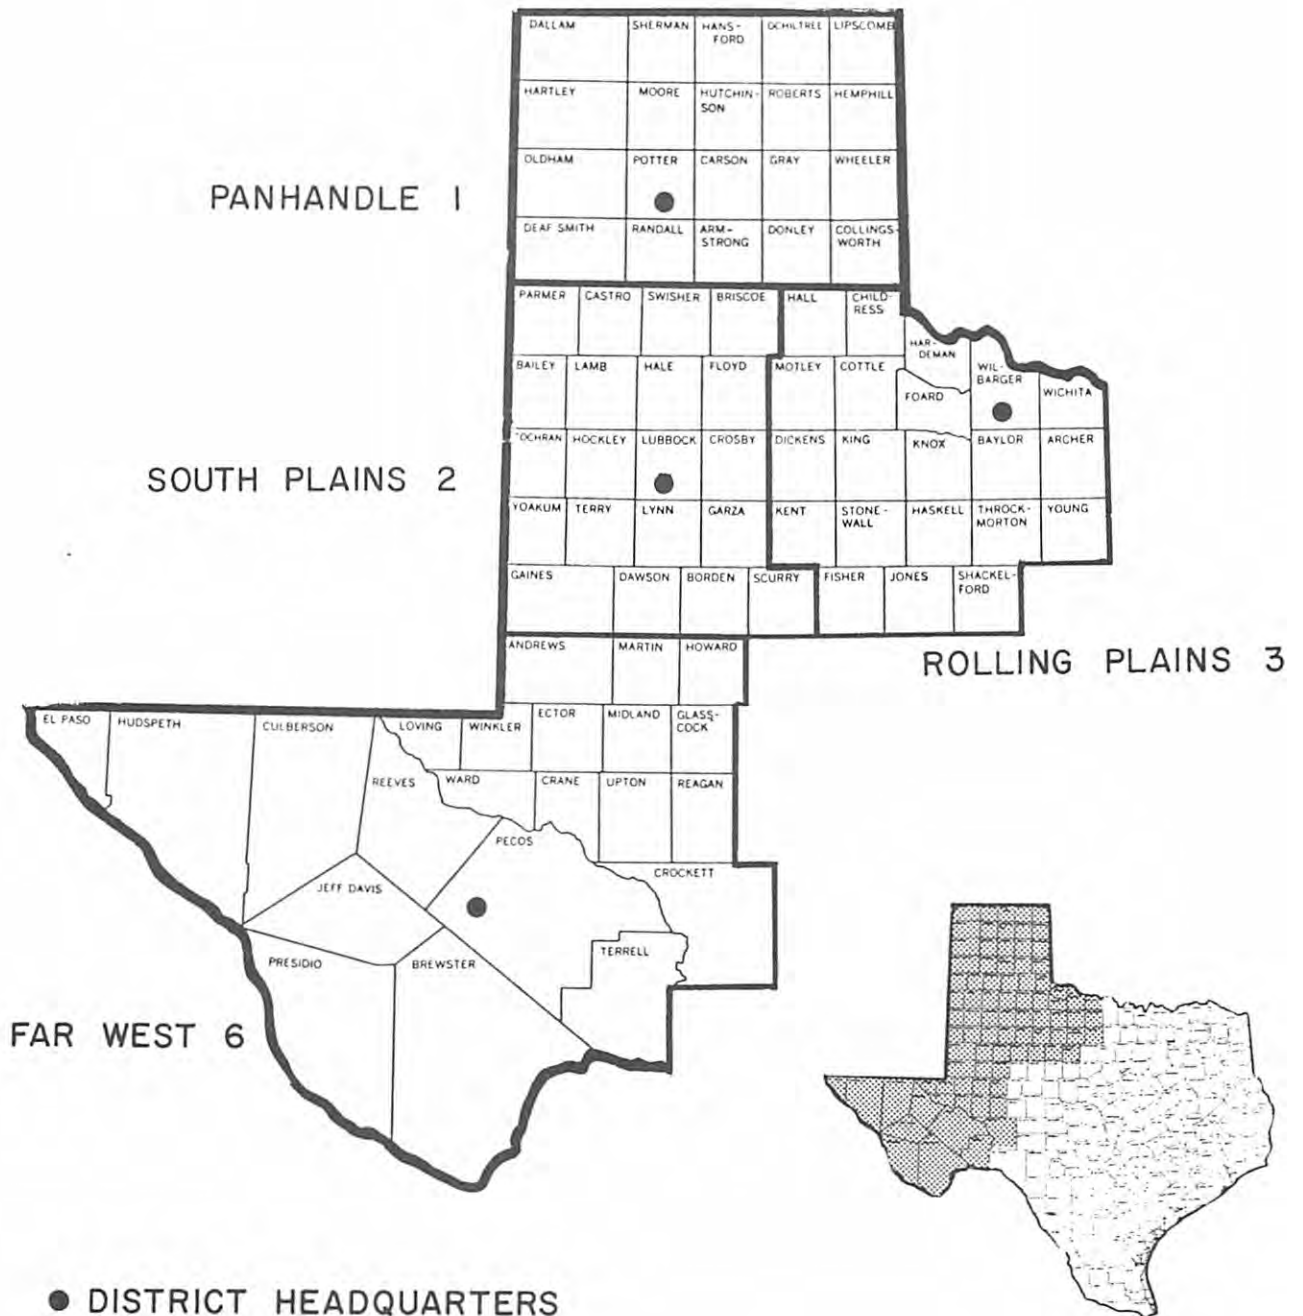 DALLAM SHERMAN HANS- OCHILTREE LIPSCOMB
FORD
HARTLEY MOORE HUTCHIN- ROBERTS HEMPHILL
SON
OLDHAM POTTER CARSON GRAY WHEELER
PANHANDLE 1
DEAF SMITH RANDALL ARM- DONLEY COLLINGS-
STRONG WORTH
PARMER CASTRO SWISHER BRISCOE HALL CHILD-
RESS
HAR-
DEMAN
BAILEY LAMB HALE FLOYD MOTLEY COTTLE WIL-
BARGER
FOARD WICHITA
COCHRAN HOCKLEY LUBBOCK CROSBY DICKENS KING KNOX BAYLOR ARCHER
SOUTH PLAINS 2
YOAKUM TERRY LYNN GARZA KENT STONE- HASKELL THROCK- YOUNG
WALL MORTON
GAINES DAWSON BORDEN SCURRY FISHER JONES SHACKEL-
FORD
ANDREWS MARTIN HOWARD
ROLLING PLAINS 3
EL PASO HUDSPETH CULBERSON LOVING WINKLER ECTOR MIDLAND GLASS-
COCK
REEVES WARD CRANE UPTON REAGAN
PECOS
CROCKETT
JEFF DAVIS
TERRELL
PRESIDIO BREWSTER
FAR WEST 6
DISTRICT HEADQUARTERS